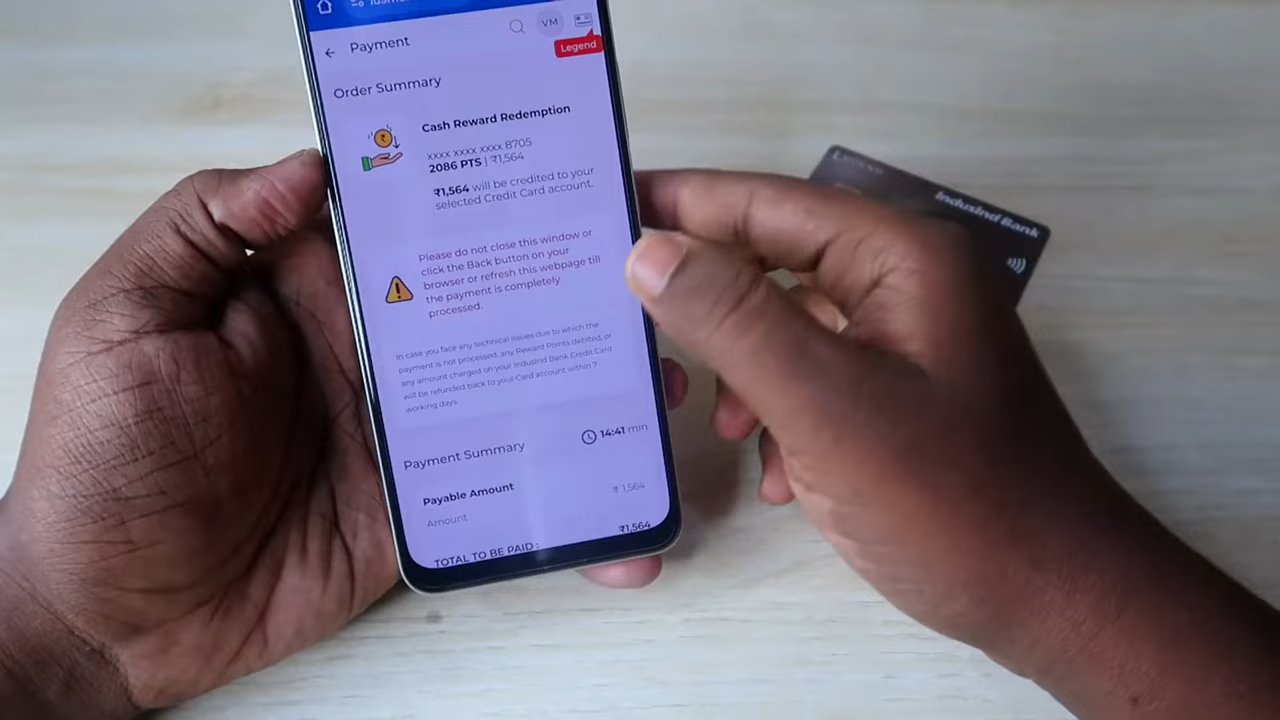 VM
Payment
Legend
Order Summary
Cash Reward Redemption
xxxx xxxx xxxx 8705
2086 PTS | ₹1,564
₹1,564 will be credited to your
selected Credit Card account.
Please do not close this window or
click the Back button on your
browser or refresh this webpage till
the payment is completely
processed.
In case you face any technical issues due to which the
payment is not processed, any Reward Points debited, or
any amount charged on your IndusInd Bank Credit Card
will be refunded back to your Card account within 7
working days.
Payment Summary
14:41 min
Payable Amount
Amount
₹ 1,564
TOTAL TO BE PAID :
₹1,564
IndusInd Bank